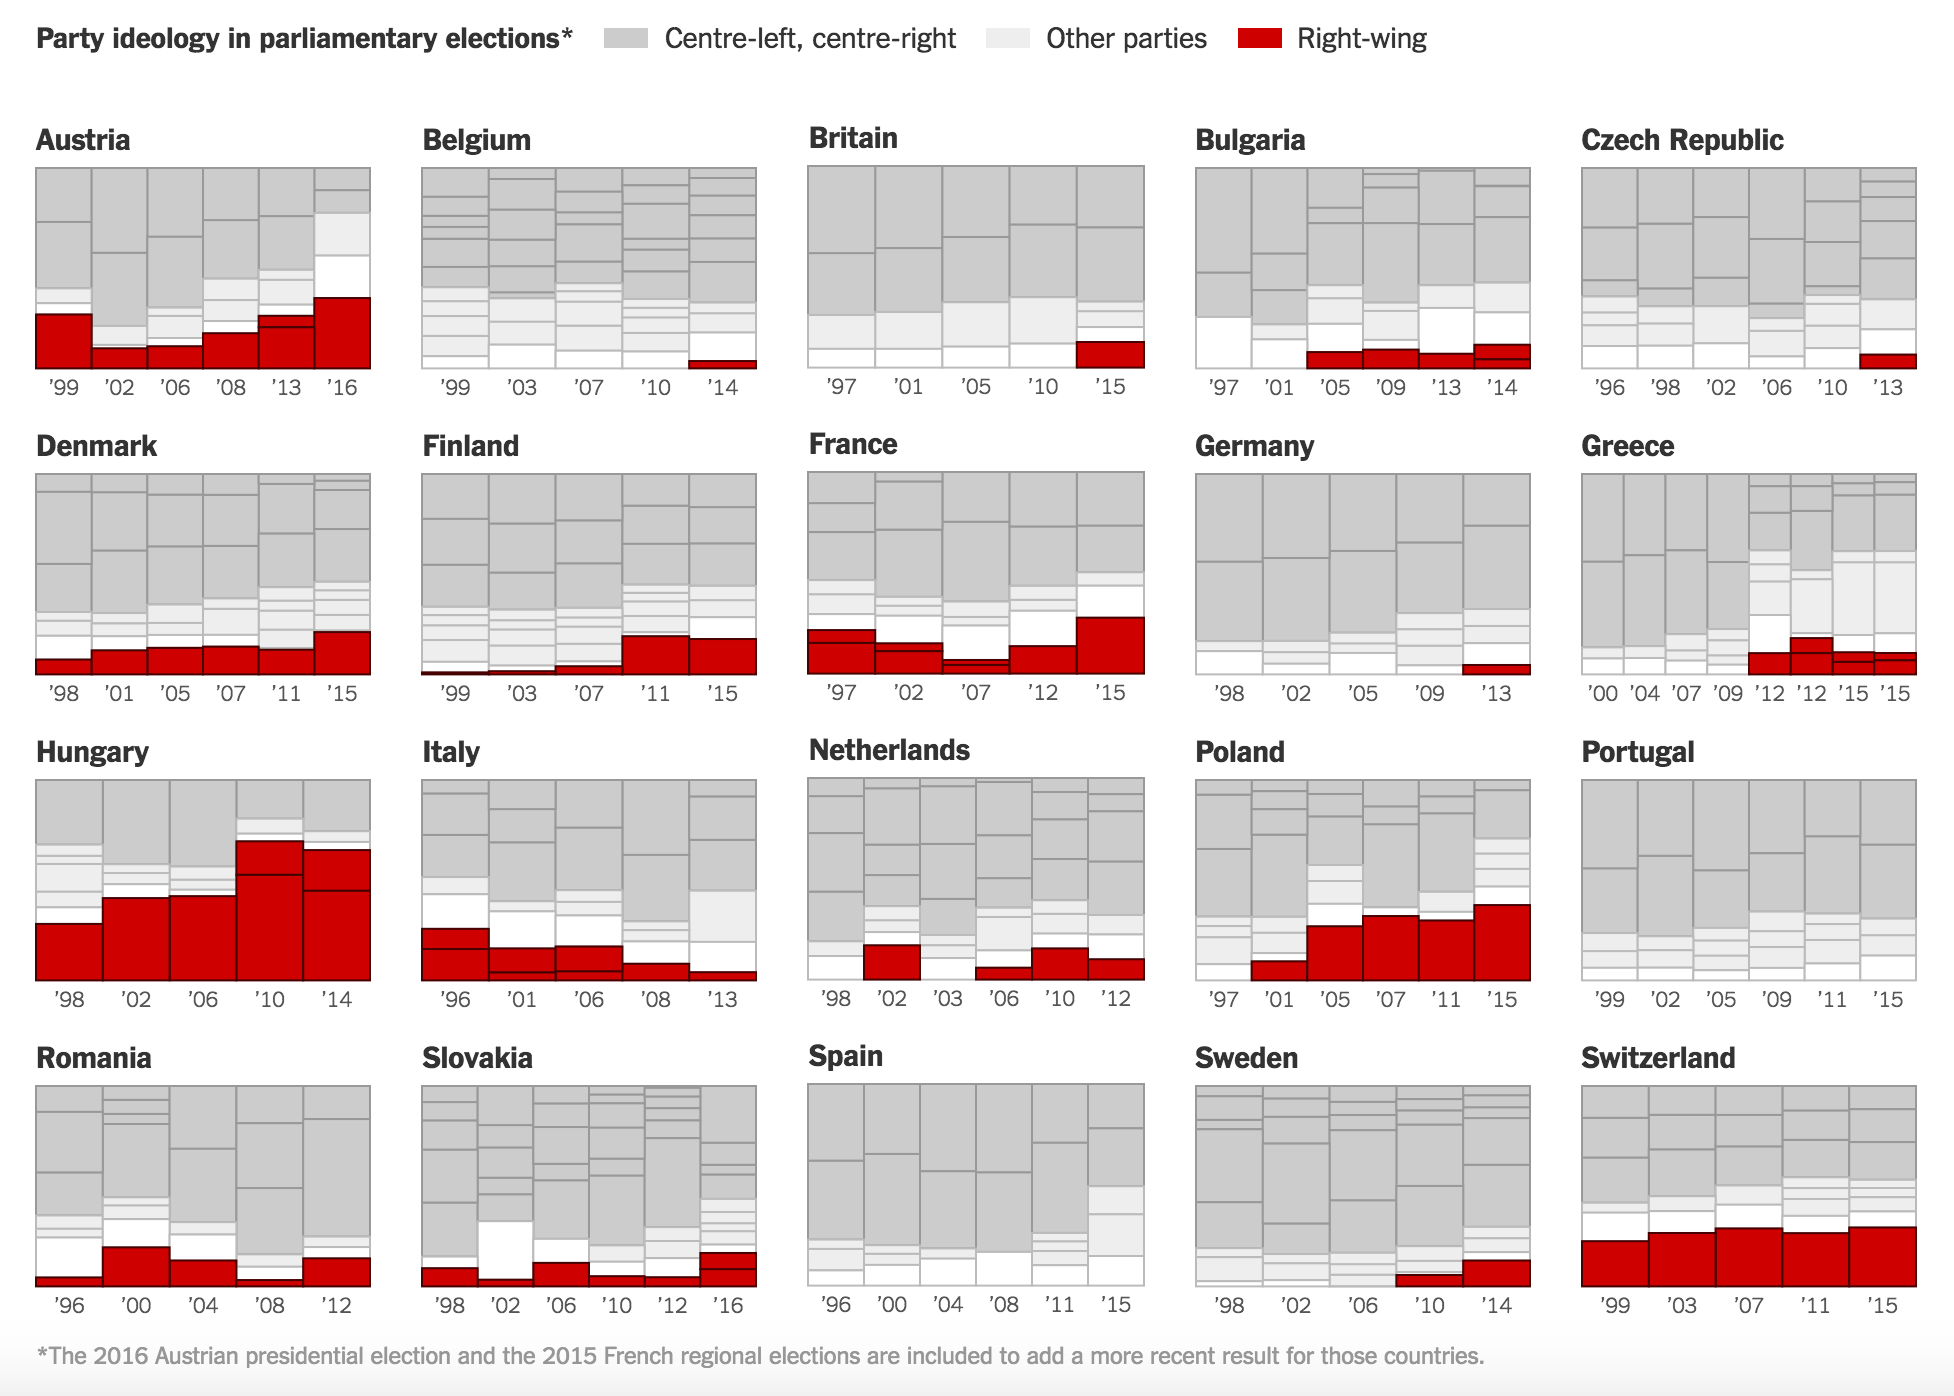 Party ideology in parliamentary elections* Centre-left, centre-right Other parties Right-wing
Austria Belgium Britain Bulgaria Czech Republic
’99 ’02 ’06 ’08 ’13 ’16 ’99 ’03 ’07 ’10 ’14 ’97 ’01 ’05 ’10 ’15 ’97 ’01 ’05 ’09 ’13 ’14 ’96 ’98 ’02 ’06 ’10 ’13
Denmark Finland France Germany Greece
’98 ’01 ’05 ’07 ’11 ’15 ’99 ’03 ’07 ’11 ’15 ’97 ’02 ’07 ’12 ’15 ’98 ’02 ’05 ’09 ’13 ’00 ’04 ’07 ’09 ’12 ’12 ’15 ’15
Hungary Italy Netherlands Poland Portugal
’98 ’02 ’06 ’10 ’14 ’96 ’01 ’06 ’08 ’13 ’98 ’02 ’03 ’06 ’10 ’12 ’97 ’01 ’05 ’07 ’11 ’15 ’99 ’02 ’05 ’09 ’11 ’15
Romania Slovakia Spain Sweden Switzerland
’96 ’00 ’04 ’08 ’12 ’98 ’02 ’06 ’10 ’12 ’16 ’96 ’00 ’04 ’08 ’11 ’15 ’98 ’02 ’06 ’10 ’14 ’99 ’03 ’07 ’11 ’15
*The 2016 Austrian presidential election and the 2015 French regional elections are included to add a more recent result for those countries.